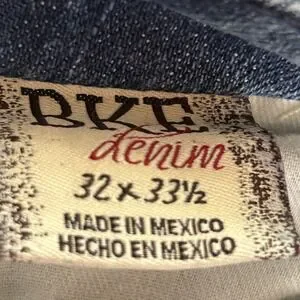 BKE
denim
32 x 33½
MADE IN MEXICO
HECHO EN MEXICO